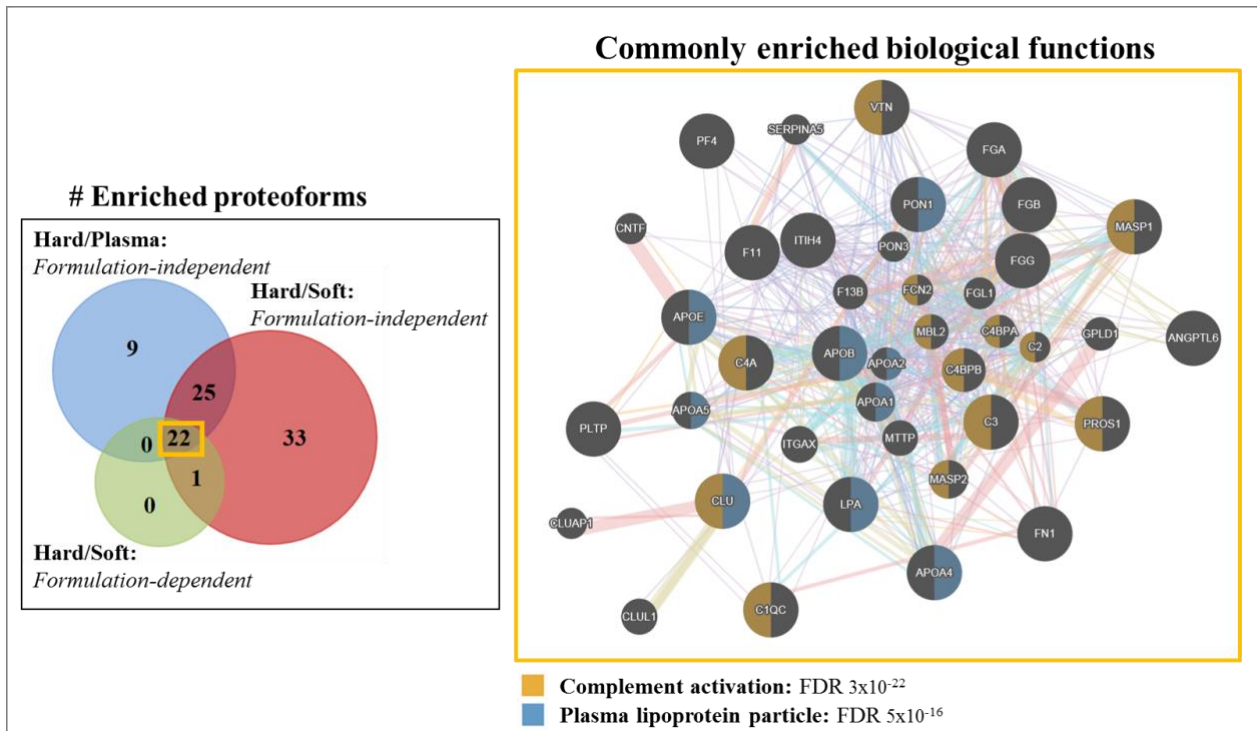 Commonly enriched biological functions
# Enriched proteoforms
Hard/Plasma:
Formulation-independent
Hard/Soft:
Formulation-independent
9
25
0
22
33
1
0
Hard/Soft:
Formulation-dependent
VTN
SERPINA5
PF4
FGA
PON1
FGB
MASP1
CNTF
ITIH4
F11
PON3
FGG
F13B
FCN2
FGL1
APOE
MBL2
C4BPA
GPLD1
ANGPTL6
C2
C4A
APOB
APOA2
C4BPB
APOA5
APOA1
PLTP
ITGAX
MTTP
C3
PROS1
MASP2
CLU
LPA
CLUAP1
FN1
APOA4
C1QC
CLUL1
Complement activation: FDR 3x10-22
Plasma lipoprotein particle: FDR 5x10-16